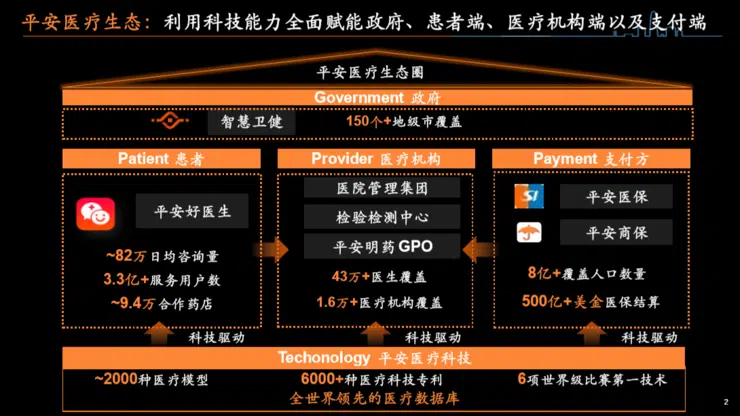 平安医疗生态：利用科技能力全面赋能政府、患者端、医疗机构端以及支付端
平安医疗生态圈
Government 政府
智慧卫健
150个+地级市覆盖
Patient 患者
平安好医生
~82万日均咨询量
3.3亿+服务用户数
~9.4万合作药店
Provider 医疗机构
医院管理集团
检验检测中心
平安明药 GPO
43万+医生覆盖
1.6万+医疗机构覆盖
Payment 支付方
SI
平安医保
平安商保
8亿+覆盖人口数量
500亿+美金医保结算
科技驱动
科技驱动
科技驱动
Techonology 平安医疗科技
~2000种医疗模型
6000+种医疗科技专利
6项世界级比赛第一技术
全世界领先的医疗数据库
2